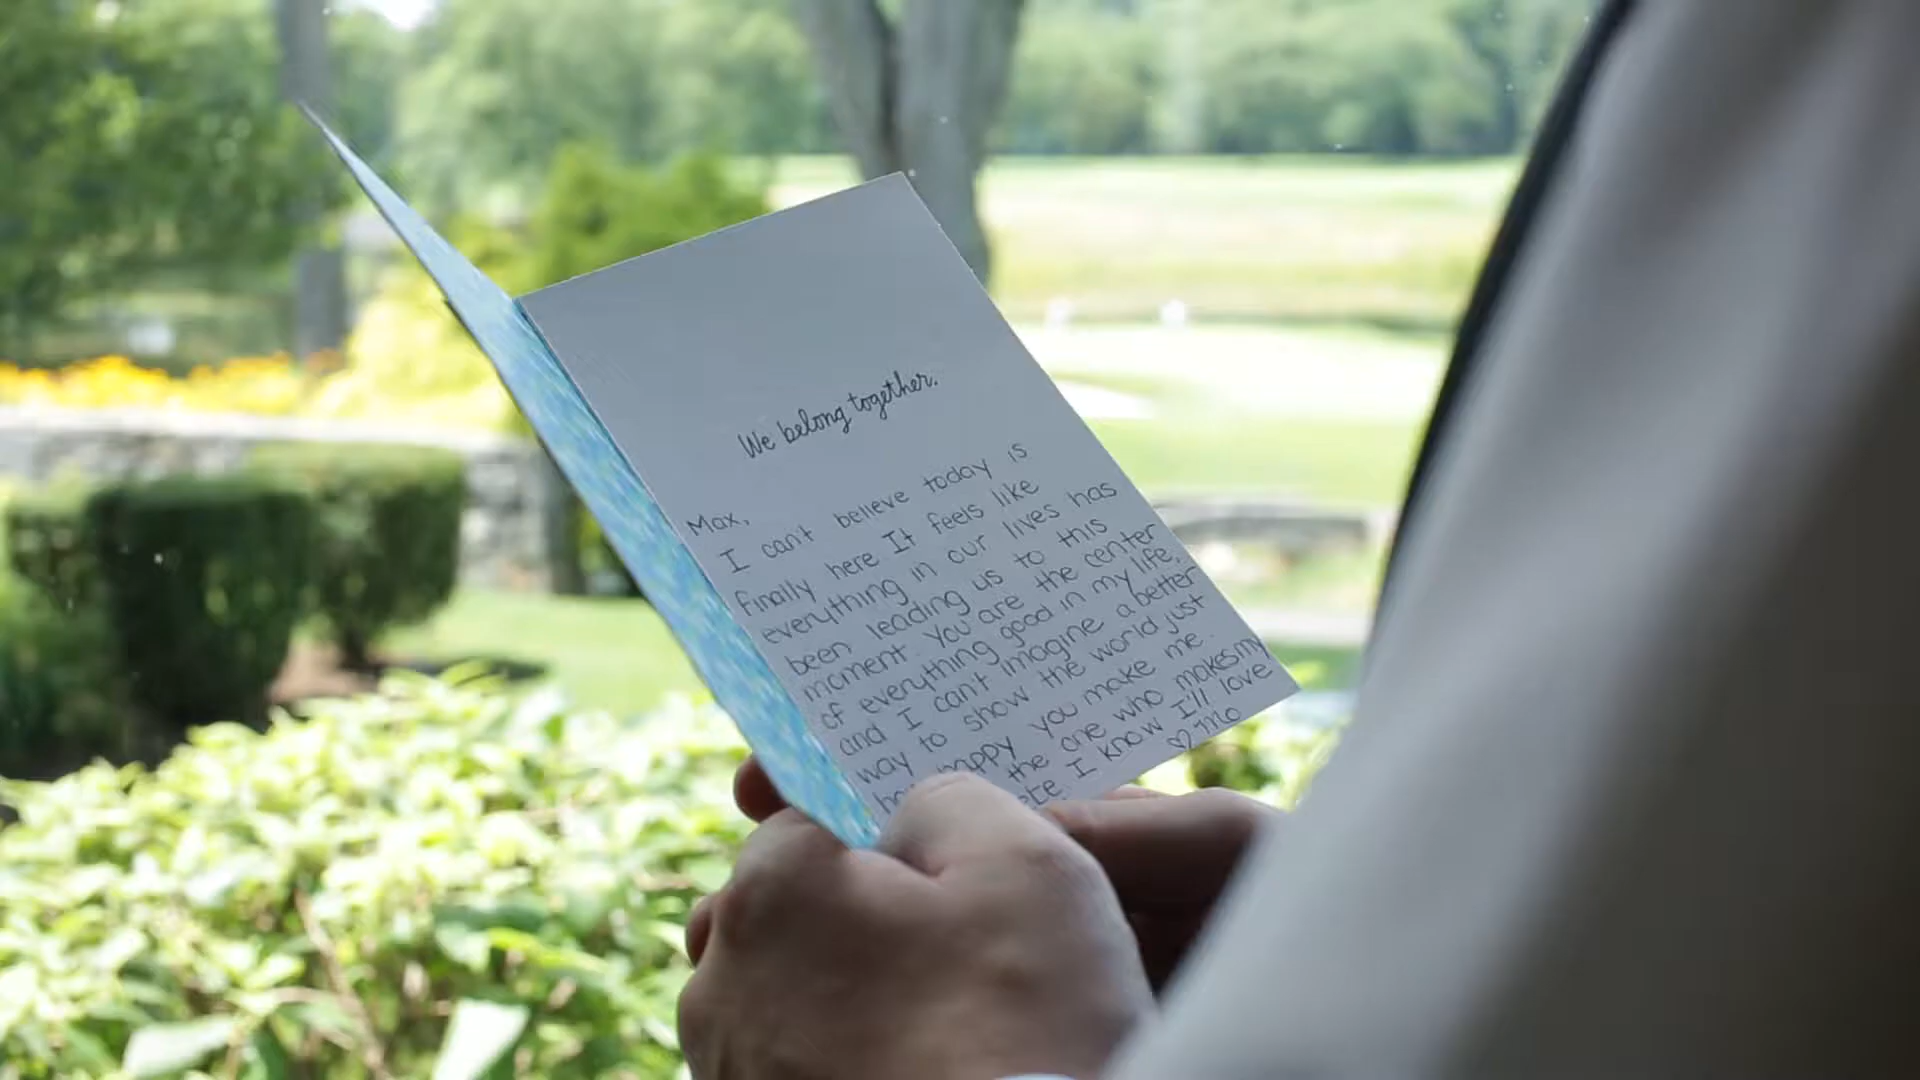 We belong together.
Max,
I can't believe today is
finally here. It feels like
everything in our lives has
been leading us to this
moment. You are the center
of everything good in my life,
and I can't imagine a better
way to show the world just
you make me.
the one who makes my
I know I'll love
♡ Mo